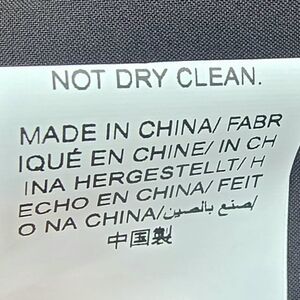 NOT DRY CLEAN.
MADE IN CHINA/ FABR
IQUÉ EN CHINE/ IN CH
INA HERGESTELLT/ H
ECHO EN CHINA/ FEIT
O NA CHINA/صنع بالصين/
中国製